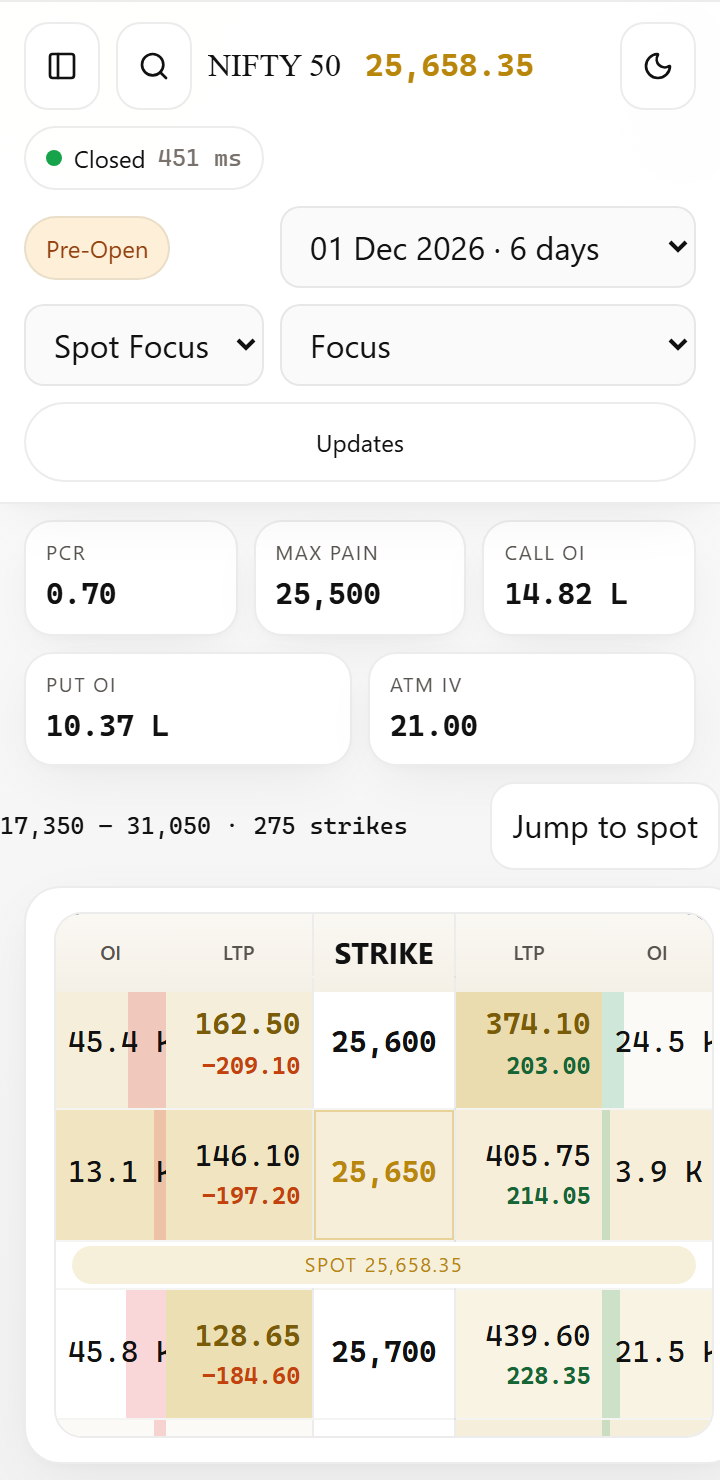 NIFTY 50 25,658.35
Closed 451 ms
Pre-Open 01 Dec 2026 · 6 days
Spot Focus Focus
Updates
PCR MAX PAIN CALL OI
0.70 25,500 14.82 L
PUT OI ATM IV
10.37 L 21.00
17,350 – 31,050 · 275 strikes Jump to spot
OI LTP STRIKE LTP OI
162.50 374.10
45.4 25,600 24.5
−209.10 203.00
146.10 405.75
13.1 25,650 3.9 K
−197.20 214.05
SPOT 25,658.35
128.65 439.60
45.8 25,700 21.5
−184.60 228.35